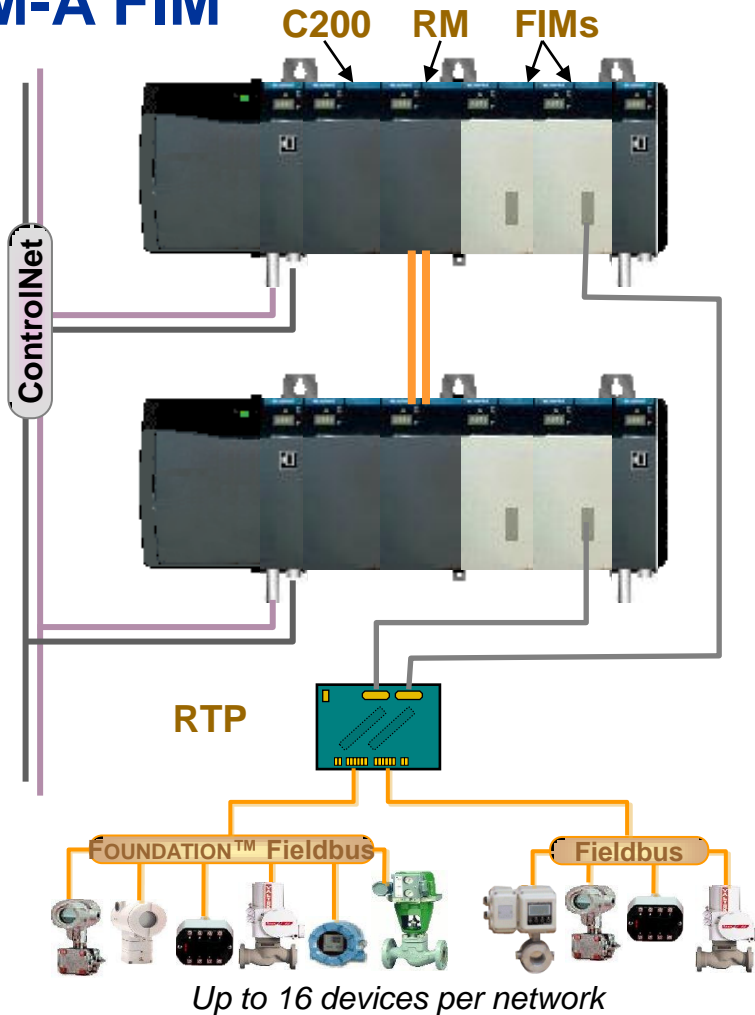 M-A FIM
C200 RM FIMs
ControlNet
RTP
FOUNDATION™ Fieldbus
Fieldbus
Up to 16 devices per network